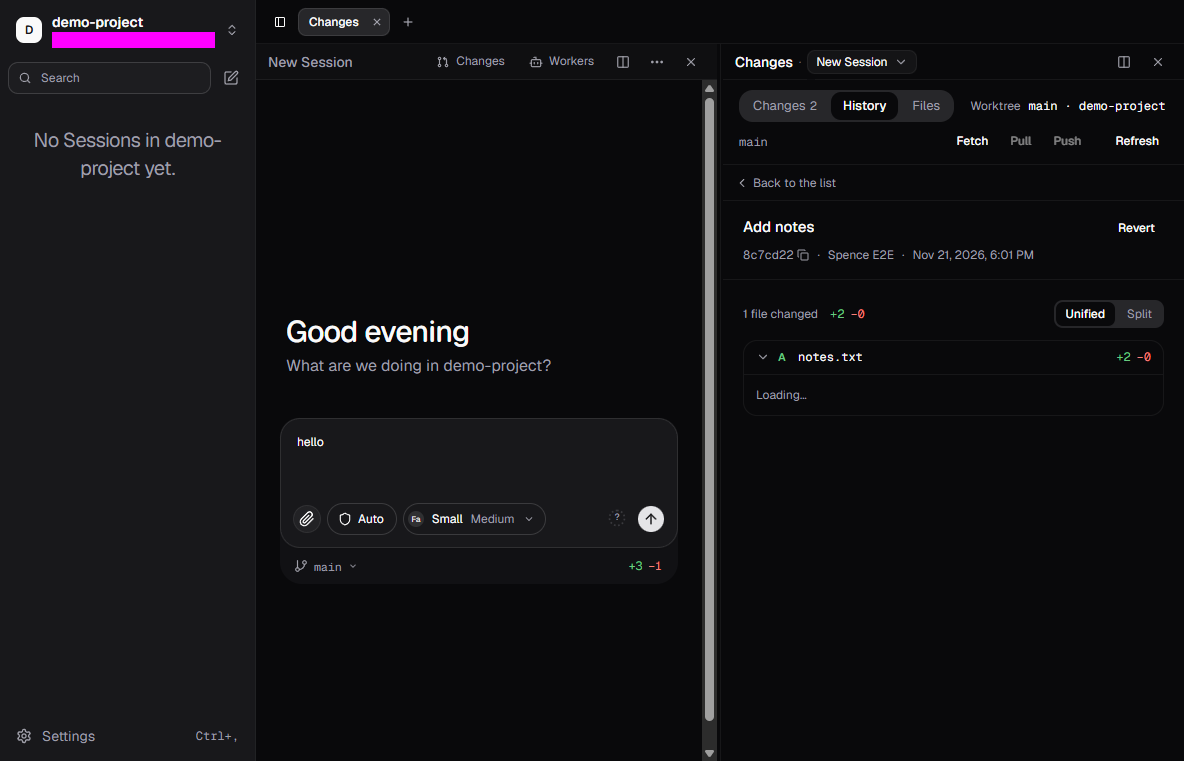 D
demo-project
Search
No Sessions in demo-
project yet.
Settings
Ctrl+,
Changes
New Session
Changes
Workers
Good evening
What are we doing in demo-project?
hello
Auto
Fa
Small Medium
?
main
+3 −1
Changes · New Session
Changes 2
History
Files
Worktree main · demo-project
main
Fetch
Pull
Push
Refresh
Back to the list
Add notes
Revert
8c7cd22 · Spence E2E · Nov 21, 2026, 6:01 PM
1 file changed +2 −0
Unified
Split
A notes.txt
+2 −0
Loading…